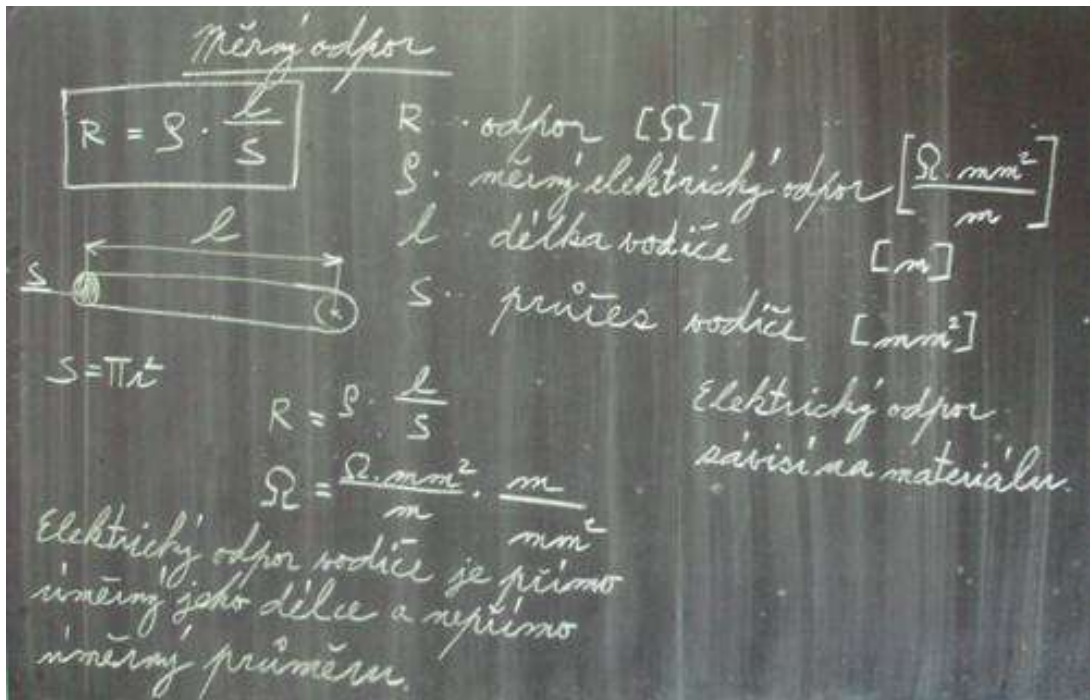 Měrný odpor
R = ρ · l/S
R ·· odpor [Ω]
ρ · měrný elektrický odpor [Ω · mm²/m]
l · délka vodiče [m]
S ·· průřes vodiče [mm²]
l
S
S = πr²
R = ρ · l/S
Ω = Ω · mm²/m · m/mm²
Elektrický odpor
závisí na materiálu.
Elektrický odpor vodiče je přímo
úměrný jeho délce a nepřímo
úměrný průměru.